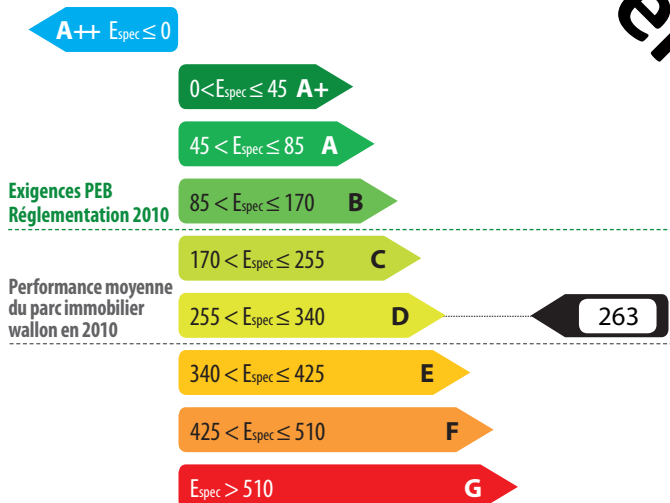 A++ Espec ≤ 0
0<Espec ≤ 45 A+
45 < Espec ≤ 85 A
Exigences PEB
Réglementation 2010
85 < Espec ≤ 170 B
170 < Espec ≤ 255 C
Performance moyenne
du parc immobilier
wallon en 2010
255 < Espec ≤ 340 D
263
340 < Espec ≤ 425 E
425 < Espec ≤ 510 F
Espec > 510 G